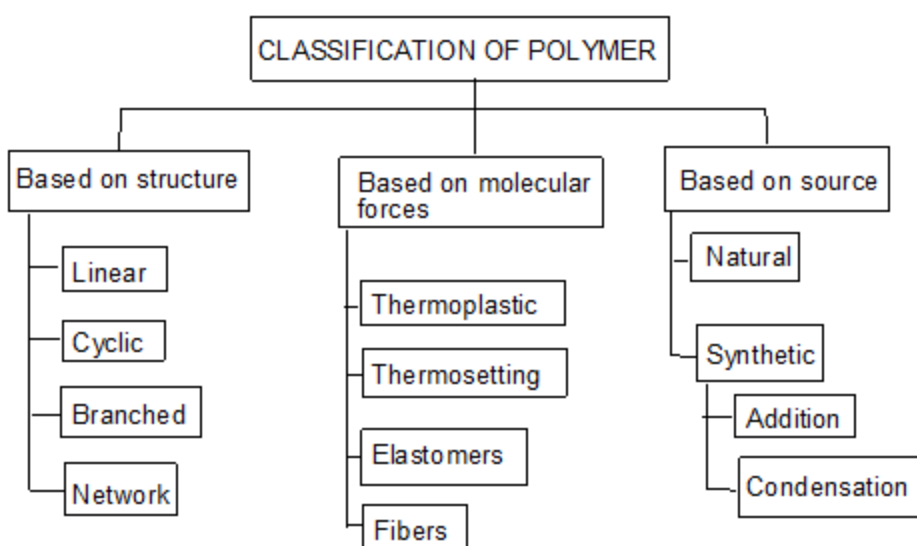 CLASSIFICATION OF POLYMER
Based on structure
Linear
Cyclic
Branched
Network
Based on molecular
forces
Thermoplastic
Thermosetting
Elastomers
Fibers
Based on source
Natural
Synthetic
Addition
Condensation